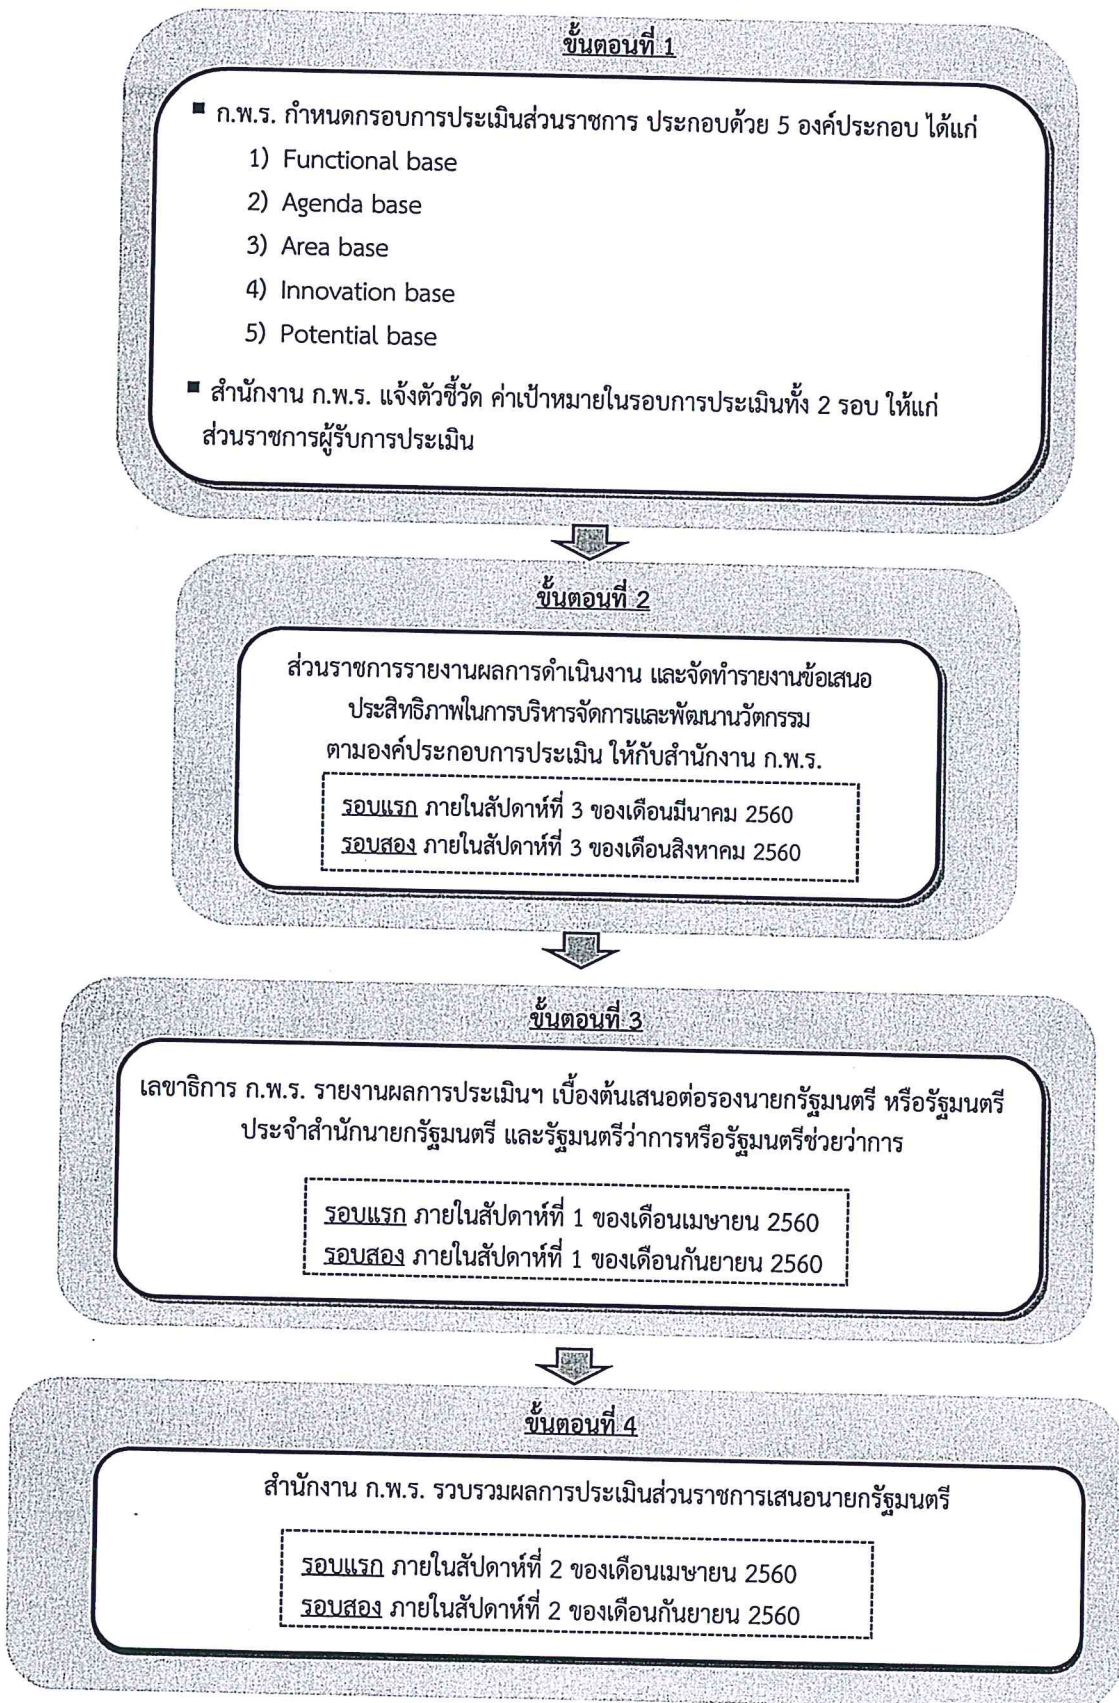 ขั้นตอนที่ 1
■ ก.พ.ร. กำหนดกรอบการประเมินส่วนราชการ ประกอบด้วย 5 องค์ประกอบ ได้แก่
1) Functional base
2) Agenda base
3) Area base
4) Innovation base
5) Potential base
■ สำนักงาน ก.พ.ร. แจ้งตัวชี้วัด ค่าเป้าหมายในรอบการประเมินทั้ง 2 รอบ ให้แก่
ส่วนราชการผู้รับการประเมิน
ขั้นตอนที่ 2
ส่วนราชการรายงานผลการดำเนินงาน และจัดทำรายงานข้อเสนอ
ประสิทธิภาพในการบริหารจัดการและพัฒนานวัตกรรม
ตามองค์ประกอบการประเมิน ให้กับสำนักงาน ก.พ.ร.
รอบแรก ภายในสัปดาห์ที่ 3 ของเดือนมีนาคม 2560
รอบสอง ภายในสัปดาห์ที่ 3 ของเดือนสิงหาคม 2560
ขั้นตอนที่ 3
เลขาธิการ ก.พ.ร. รายงานผลการประเมินฯ เบื้องต้นเสนอต่อรองนายกรัฐมนตรี หรือรัฐมนตรี
ประจำสำนักนายกรัฐมนตรี และรัฐมนตรีว่าการหรือรัฐมนตรีช่วยว่าการ
รอบแรก ภายในสัปดาห์ที่ 1 ของเดือนเมษายน 2560
รอบสอง ภายในสัปดาห์ที่ 1 ของเดือนกันยายน 2560
ขั้นตอนที่ 4
สำนักงาน ก.พ.ร. รวบรวมผลการประเมินส่วนราชการเสนอนายกรัฐมนตรี
รอบแรก ภายในสัปดาห์ที่ 2 ของเดือนเมษายน 2560
รอบสอง ภายในสัปดาห์ที่ 2 ของเดือนกันยายน 2560